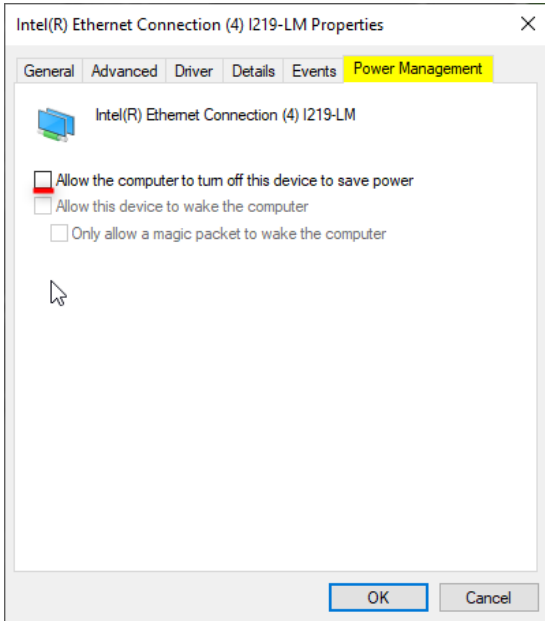 Intel(R) Ethernet Connection (4) I219-LM Properties
General Advanced Driver Details Events Power Management
Intel(R) Ethernet Connection (4) I219-LM
Allow the computer to turn off this device to save power
Allow this device to wake the computer
Only allow a magic packet to wake the computer
OK Cancel